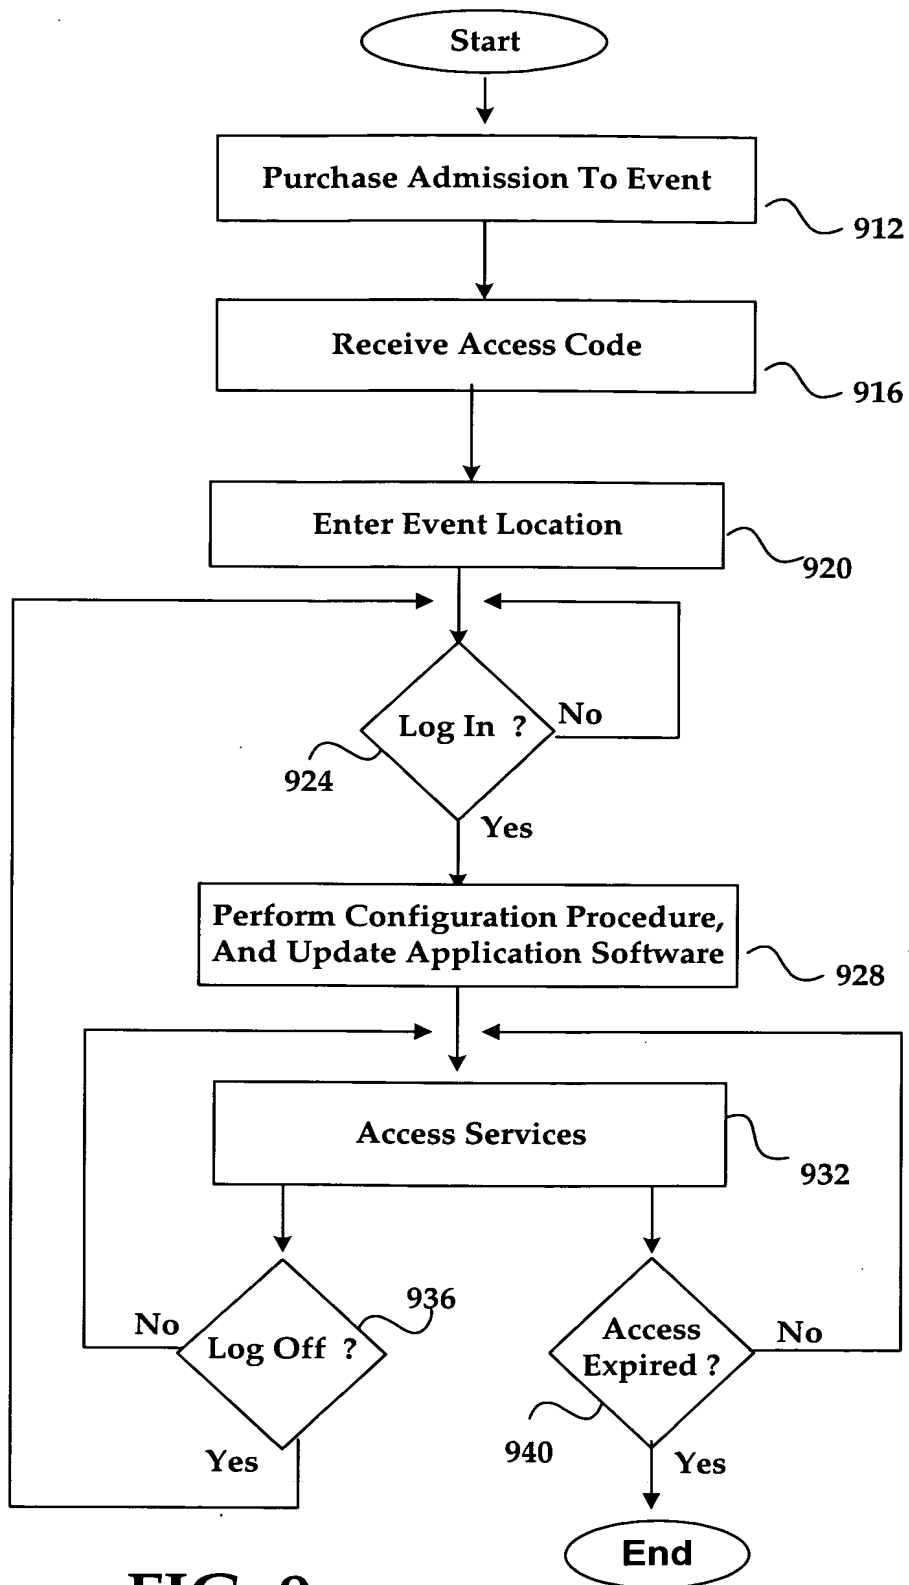 Start
Purchase Admission To Event
912
Receive Access Code
916
Enter Event Location
920
Log In ?
No
924
Yes
Perform Configuration Procedure,
And Update Application Software
928
Access Services
932
936
No
Log Off ?
Access
Expired ?
No
940
Yes
Yes
End
FIG. 9